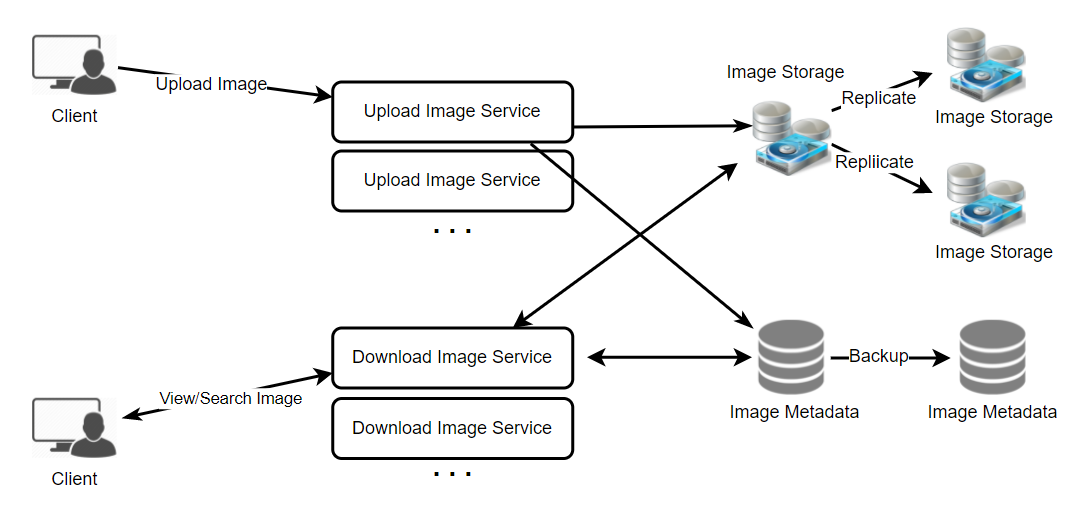 Client
Upload Image
Upload Image Service
Upload Image Service
. . .
Image Storage
Replicate
Image Storage
Repliicate
Image Storage
Client
View/Search Image
Download Image Service
Download Image Service
. . .
Image Metadata
Backup
Image Metadata